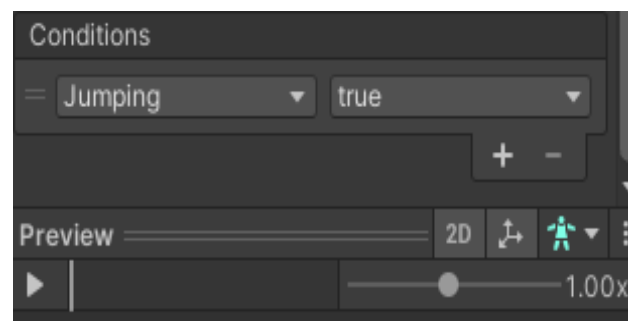 Conditions
Jumping true
+ -
Preview 2D
1.00x